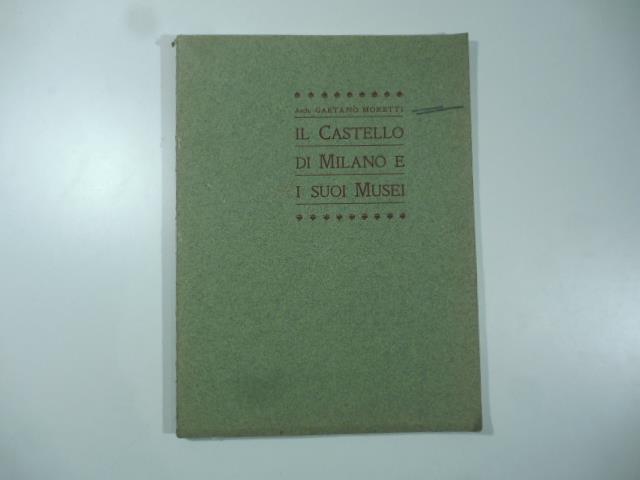 Arch. GAETANO MORETTI
IL CASTELLO
DI MILANO E
I SUOI MUSEI